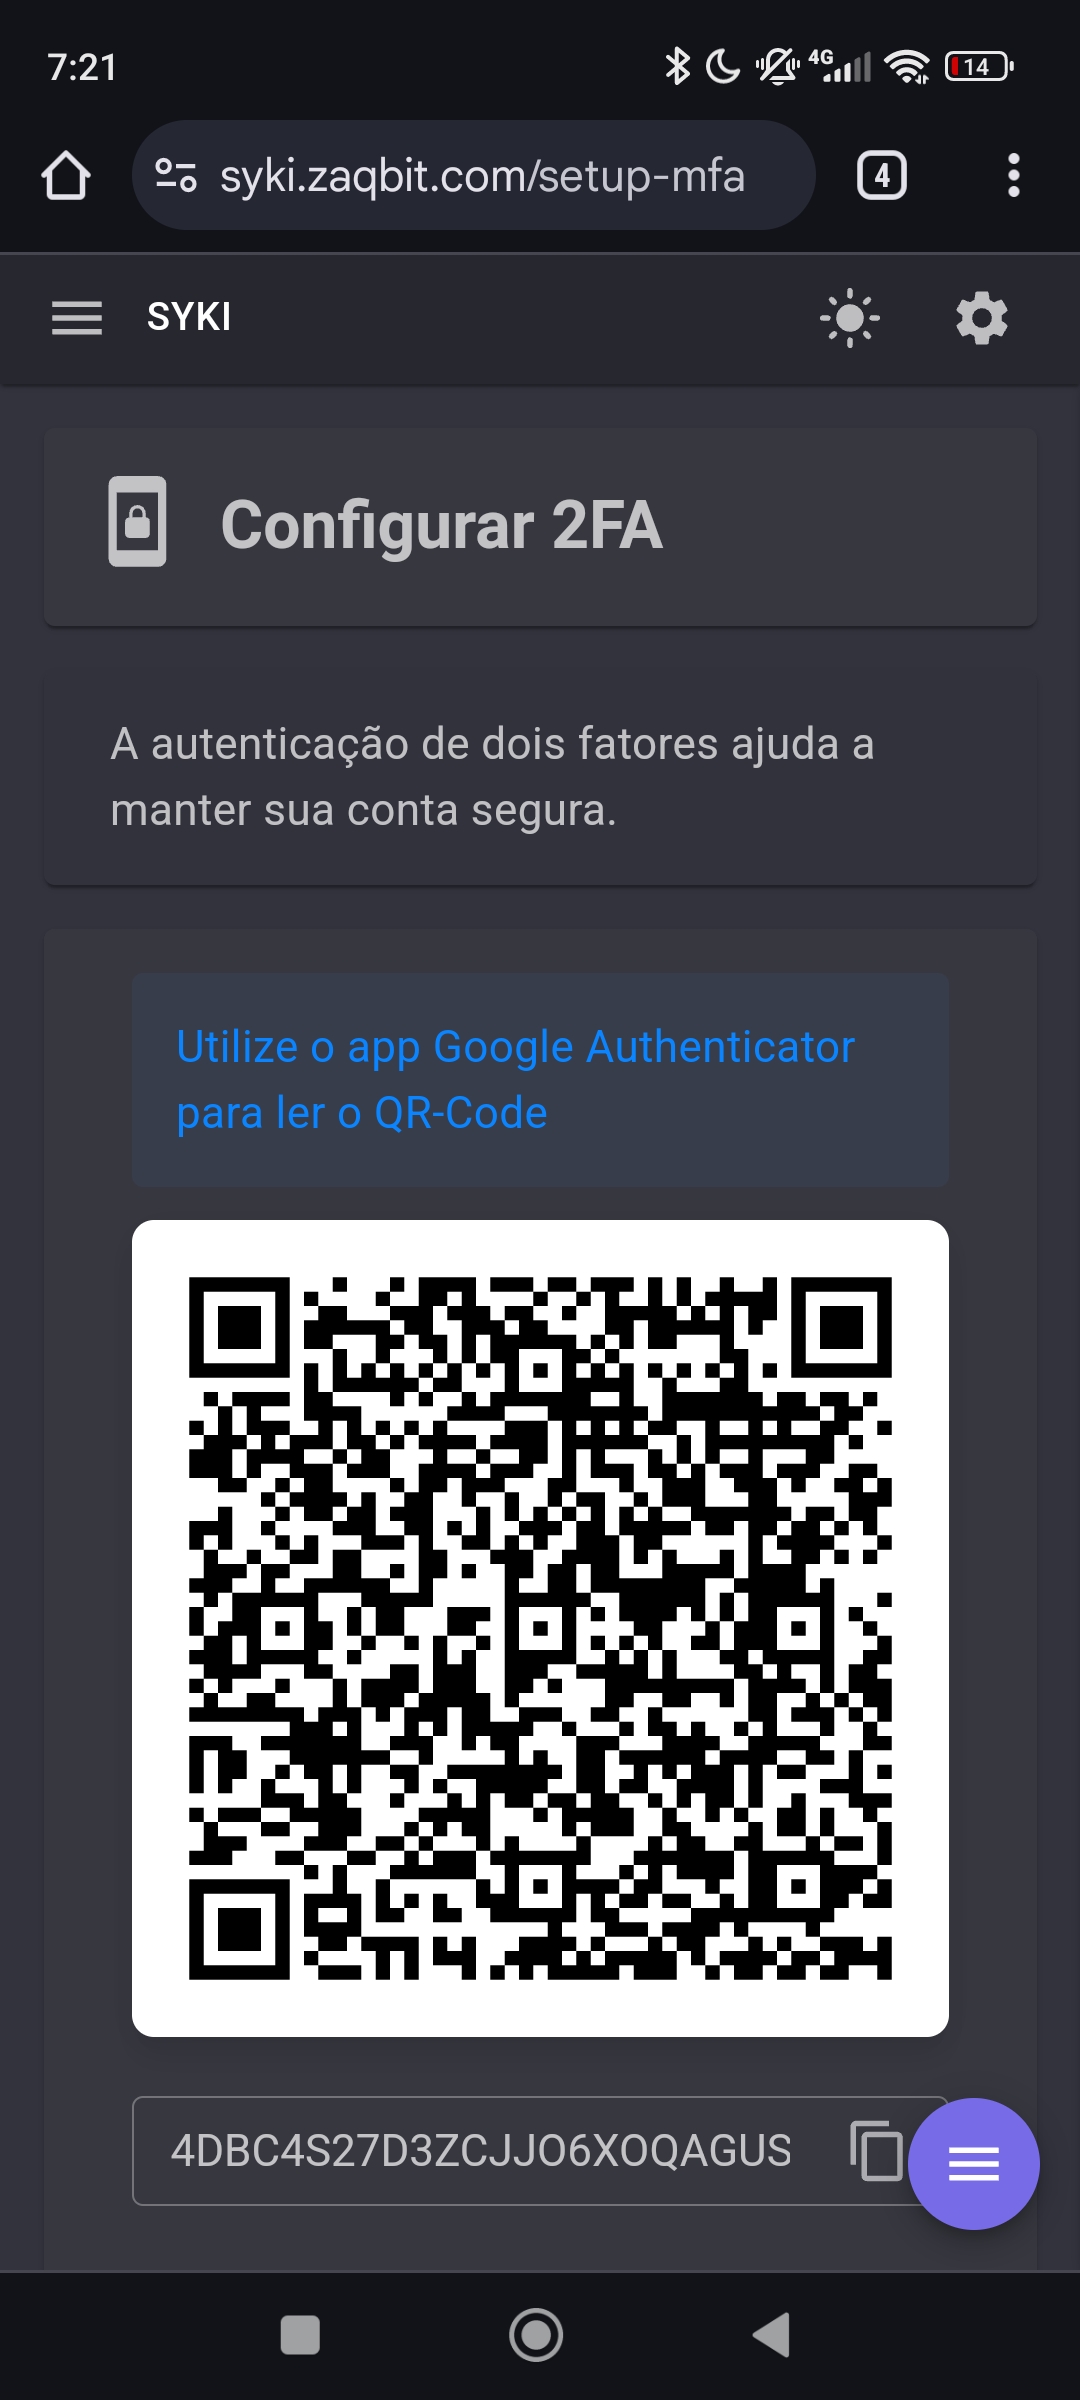 7:21
4G
14
syki.zaqbit.com/setup-mfa
4
SYKI
Configurar 2FA
A autenticação de dois fatores ajuda a
manter sua conta segura.
Utilize o app Google Authenticator
para ler o QR-Code
4DBC4S27D3ZCJJO6XOQAGUS